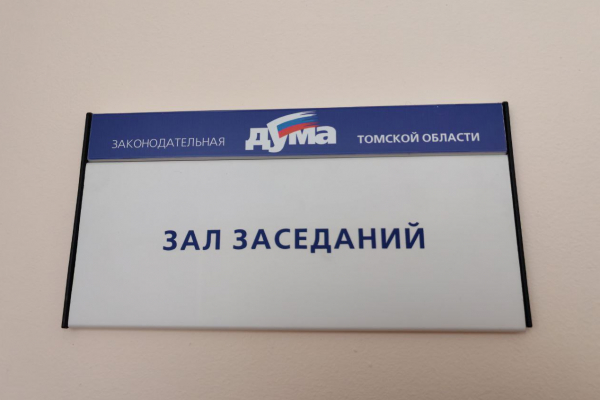 ЗАКОНОДАТЕЛЬНАЯ дума ТОМСКОЙ ОБЛАСТИ
ЗАЛ ЗАСЕДАНИЙ